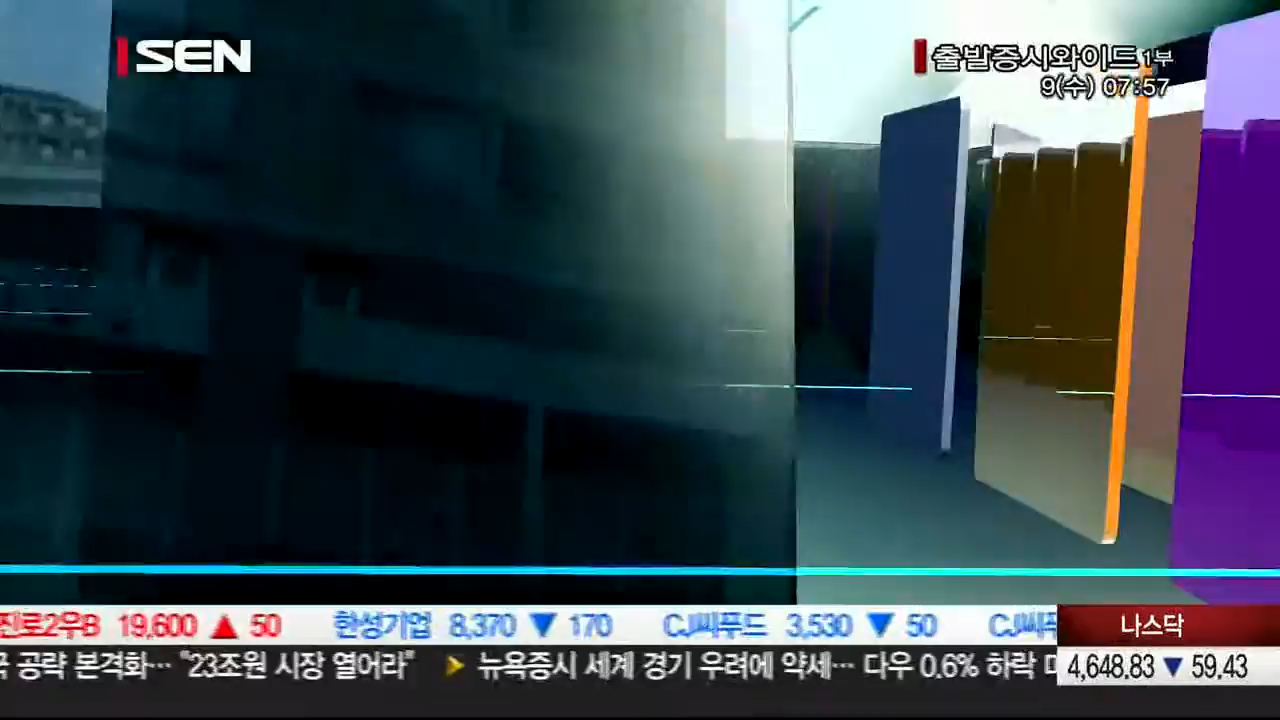 SEN
출발증시와이드 1부
9(수) 07:57
진로2우B 19,600 ▲ 50 한성기업 8,370 ▼ 170 CJ씨푸드 3,530 ▼ 50 CJ씨푸
나스닥
공략 본격화… "23조원 시장 열어라" 뉴욕증시 세계 경기 우려에 약세… 다우 0.6% 하락
4,648.83 ▼ 59.43